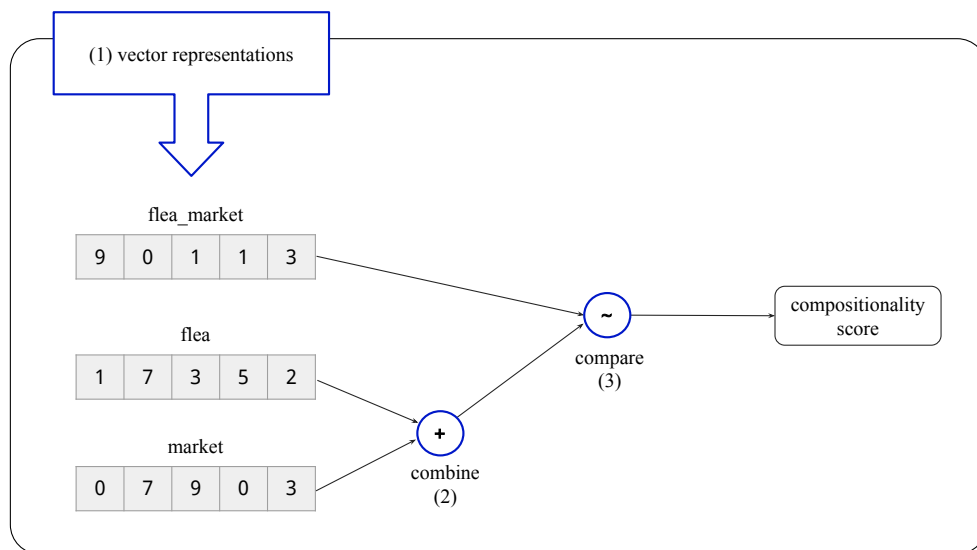 (1) vector representations
flea_market
9 0 1 1 3
flea
1 7 3 5 2
market
0 7 9 0 3
+
combine
(2)
~
compare
(3)
compositionality
score